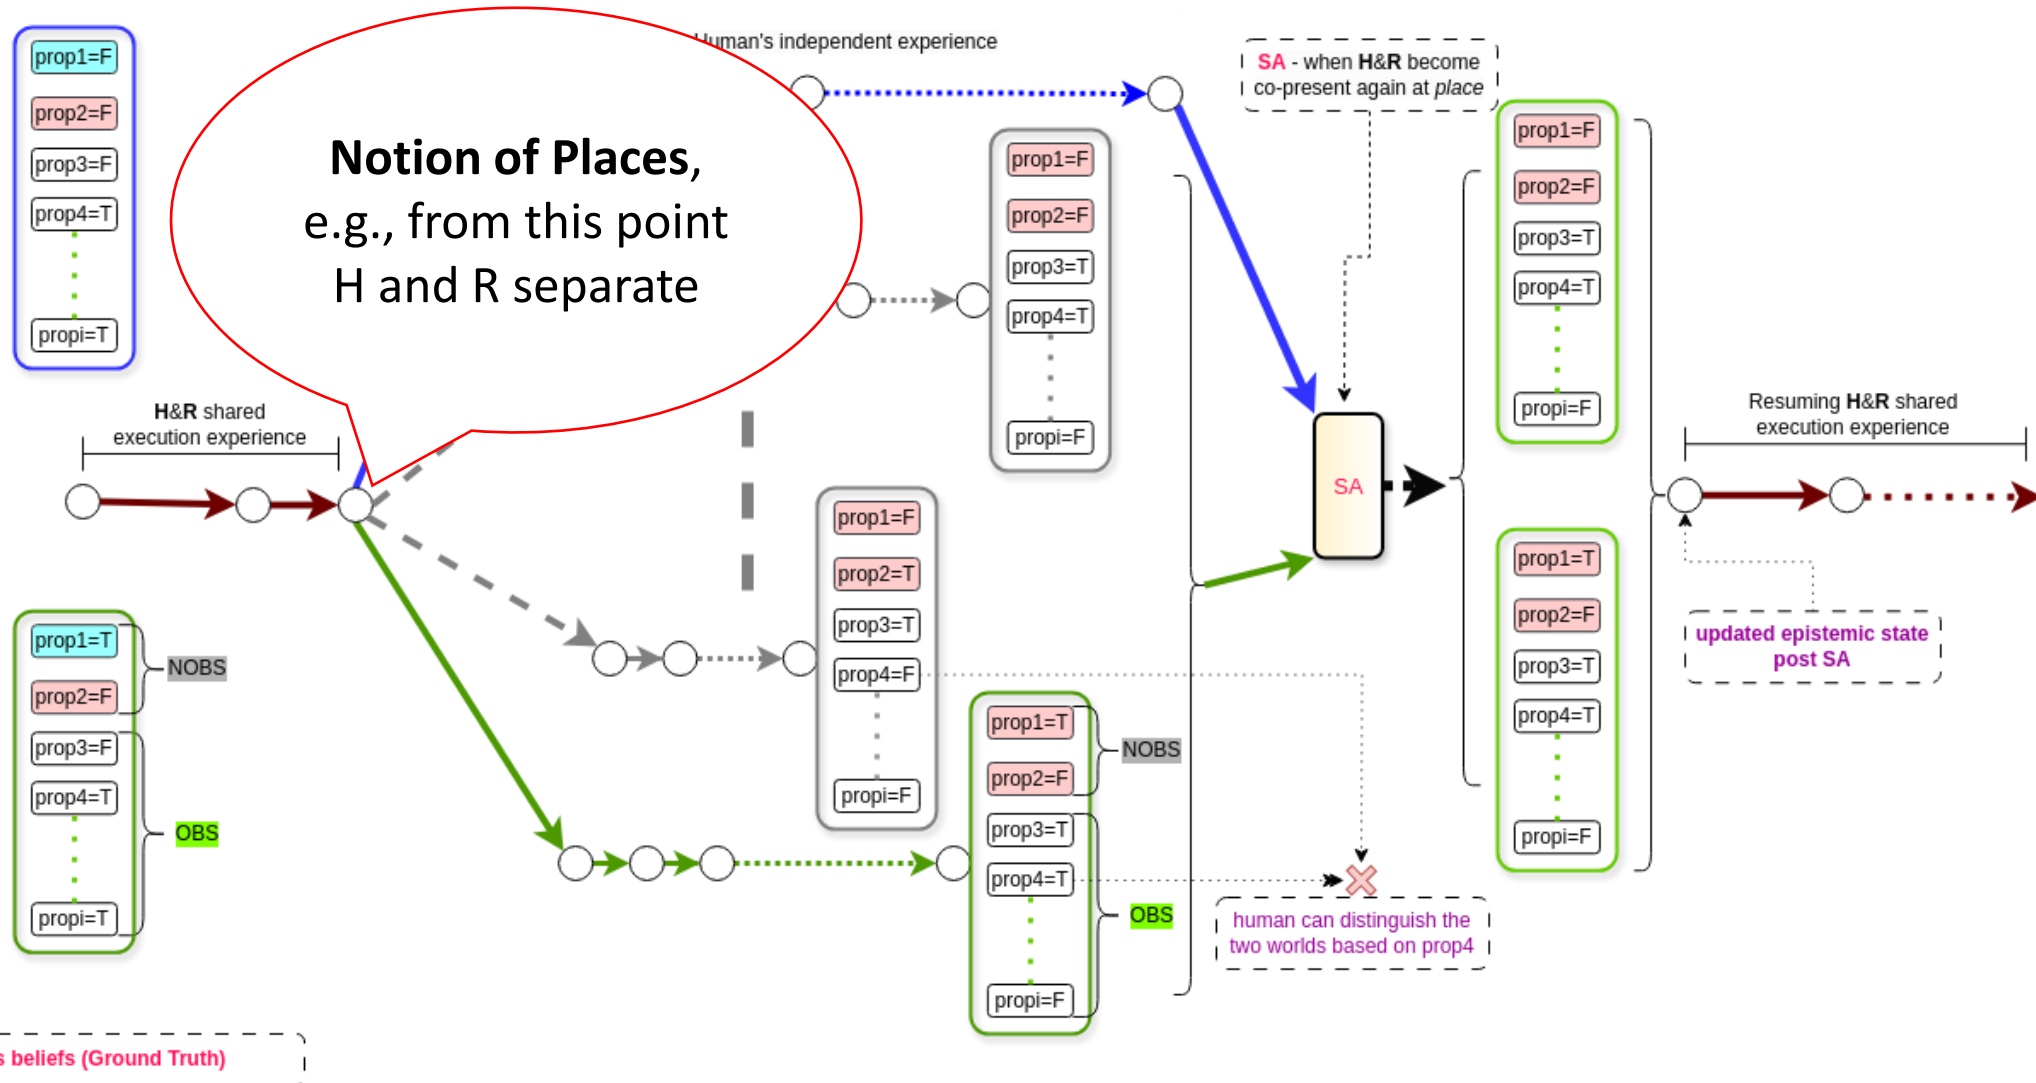 prop1=F
prop2=F
prop3=F
prop4=T
propi=T
Notion of Places,
e.g., from this point
H and R separate
Human's independent experience
SA - when H&R become
co-present again at place
prop1=F
prop2=F
prop3=T
prop4=T
propi=F
prop1=F
prop2=F
prop3=T
prop4=T
propi=F
H&R shared
execution experience
Resuming H&R shared
execution experience
SA
prop1=F
prop2=T
prop3=T
prop4=F
propi=F
prop1=T
prop2=F
prop3=T
prop4=T
propi=F
updated epistemic state
post SA
prop1=T
prop2=F
prop3=F
prop4=T
propi=T
NOBS
OBS
prop1=T
prop2=F
prop3=T
prop4=T
propi=F
NOBS
OBS
human can distinguish the
two worlds based on prop4
s beliefs (Ground Truth)